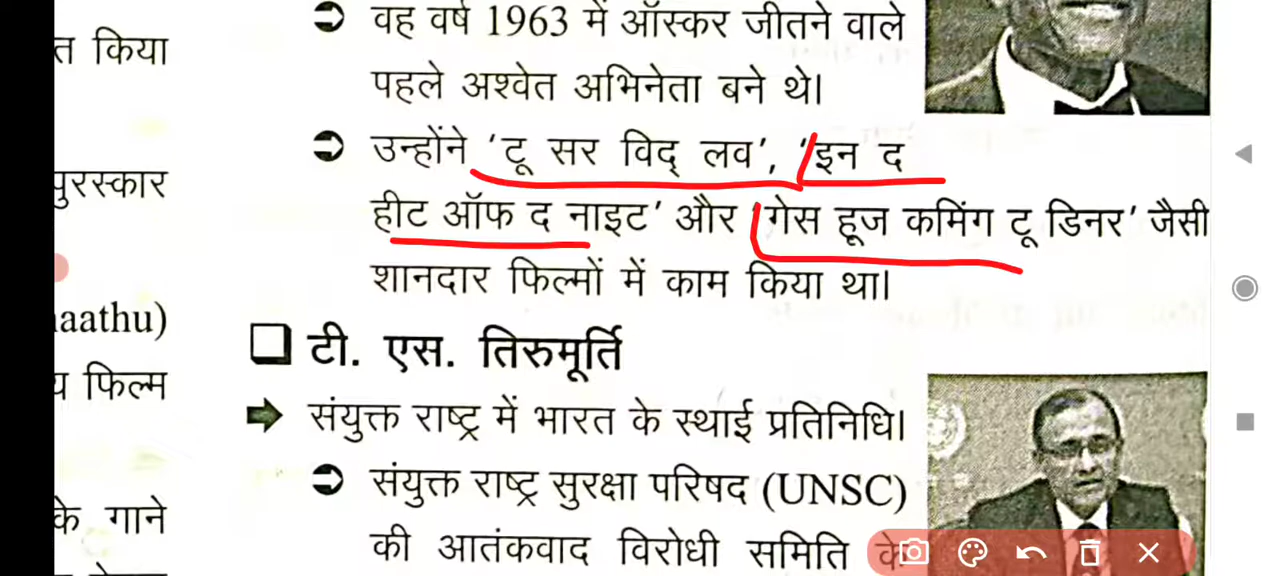 त किया
पुरस्कार
aathu)
य फिल्म
के गाने
वह वर्ष 1963 में ऑस्कर जीतने वाले
पहले अश्वेत अभिनेता बने थे।
उन्होंने 'टू सर विद् लव', 'इन द
हीट ऑफ द नाइट' और 'गेस हूज कमिंग टू डिनर' जैसी
शानदार फिल्मों में काम किया था।
टी. एस. तिरुमूर्ति
संयुक्त राष्ट्र में भारत के स्थाई प्रतिनिधि।
संयुक्त राष्ट्र सुरक्षा परिषद (UNSC)
की आतंकवाद विरोधी समिति के